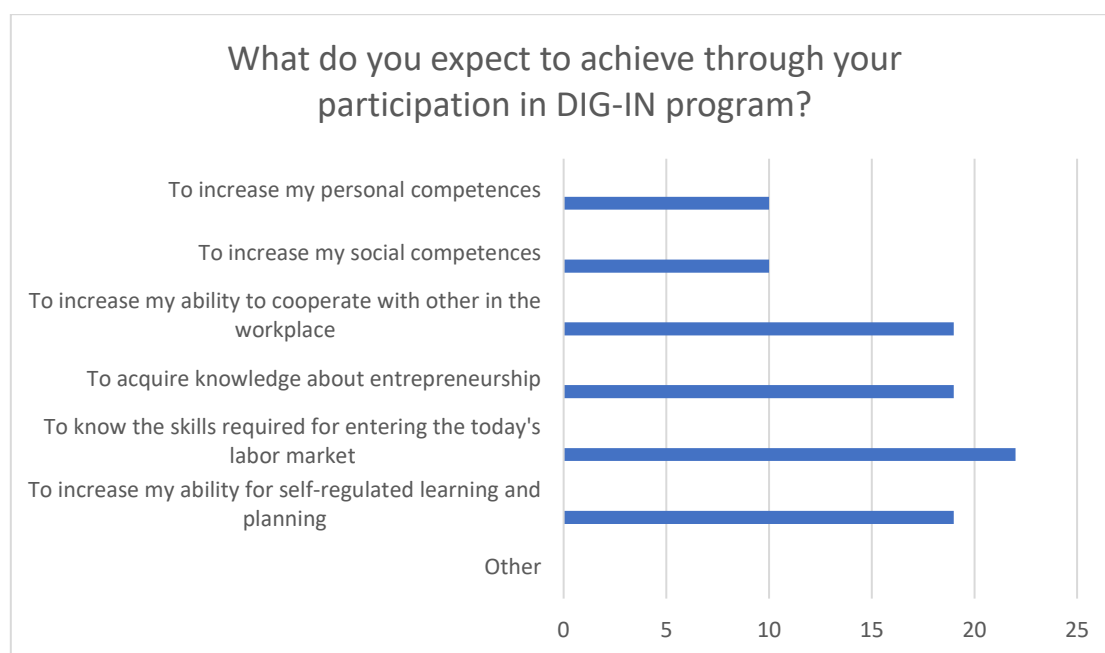 What do you expect to achieve through your
participation in DIG-IN program?
To increase my personal competences
To increase my social competences
To increase my ability to cooperate with other in the
workplace
To acquire knowledge about entrepreneurship
To know the skills required for entering the today's
labor market
To increase my ability for self-regulated learning and
planning
Other
0 5 10 15 20 25